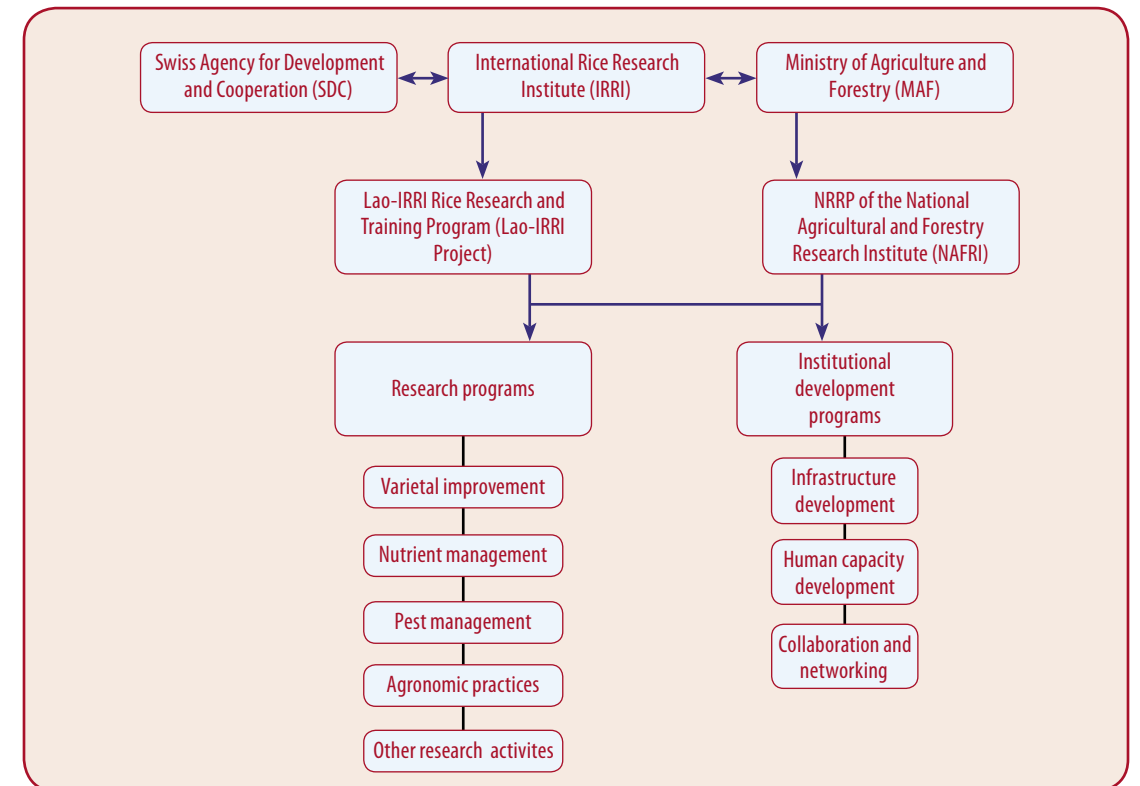 Swiss Agency for Development
and Cooperation (SDC)
International Rice Research
Institute (IRRI)
Ministry of Agriculture and
Forestry (MAF)
Lao-IRRI Rice Research and
Training Program (Lao-IRRI
Project)
NRRP of the National
Agricultural and Forestry
Research Institute (NAFRI)
Research programs
Institutional
development
programs
Varietal improvement
Nutrient management
Pest management
Agronomic practices
Other research activites
Infrastructure
development
Human capacity
development
Collaboration and
networking